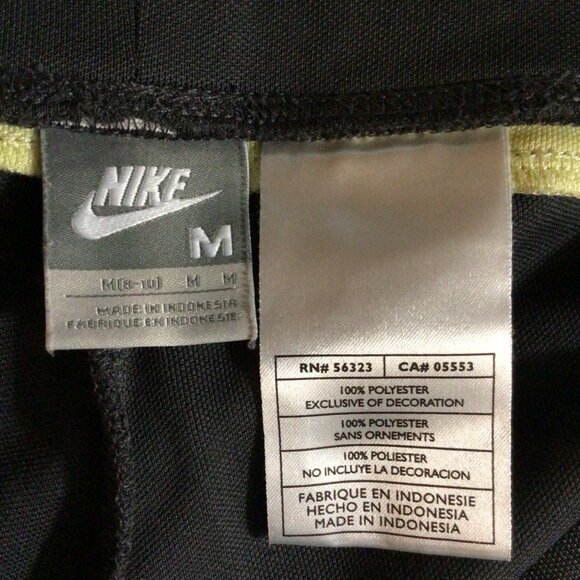 NIKE
M
M(8-10) M M
MADE IN INDONESIA
FABRIQUE EN INDONESIE
RN# 56323 CA# 05553
100% POLYESTER
EXCLUSIVE OF DECORATION
100% POLYESTER
SANS ORNEMENTS
100% POLIESTER
NO INCLUYE LA DECORACION
FABRIQUE EN INDONESIE
HECHO EN INDONESIA
MADE IN INDONESIA